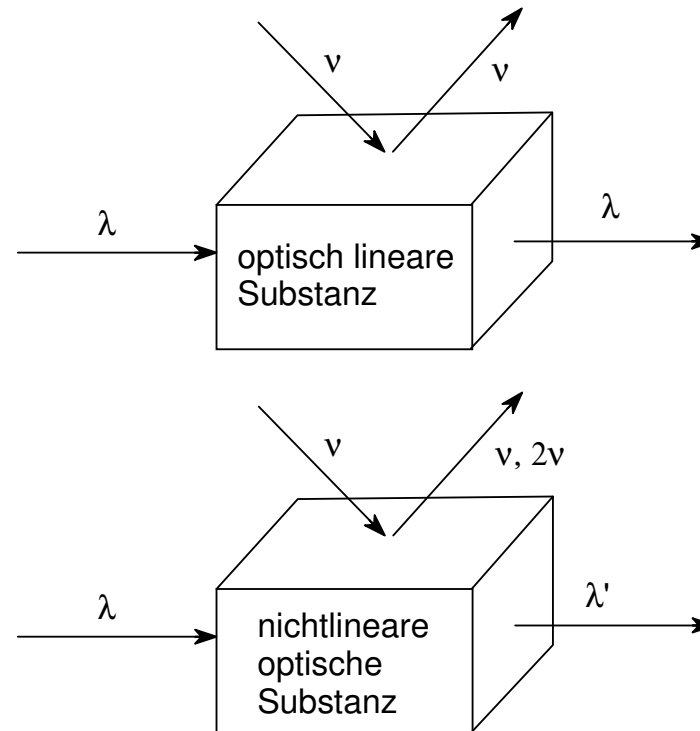 ν
ν
λ
λ
optisch lineare
Substanz
ν
ν, 2ν
λ
λ'
nichtlineare
optische
Substanz